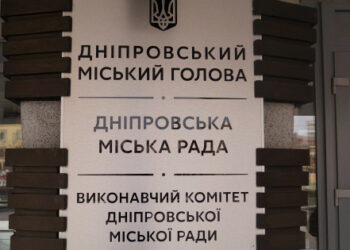 ДНІПРОВСЬКИЙ
МІСЬКИЙ ГОЛОВА
ДНІПРОВСЬКА
МІСЬКА РАДА
ВИКОНАВЧИЙ КОМІТЕТ
ДНІПРОВСЬКОЇ
МІСЬКОЇ РАДИ